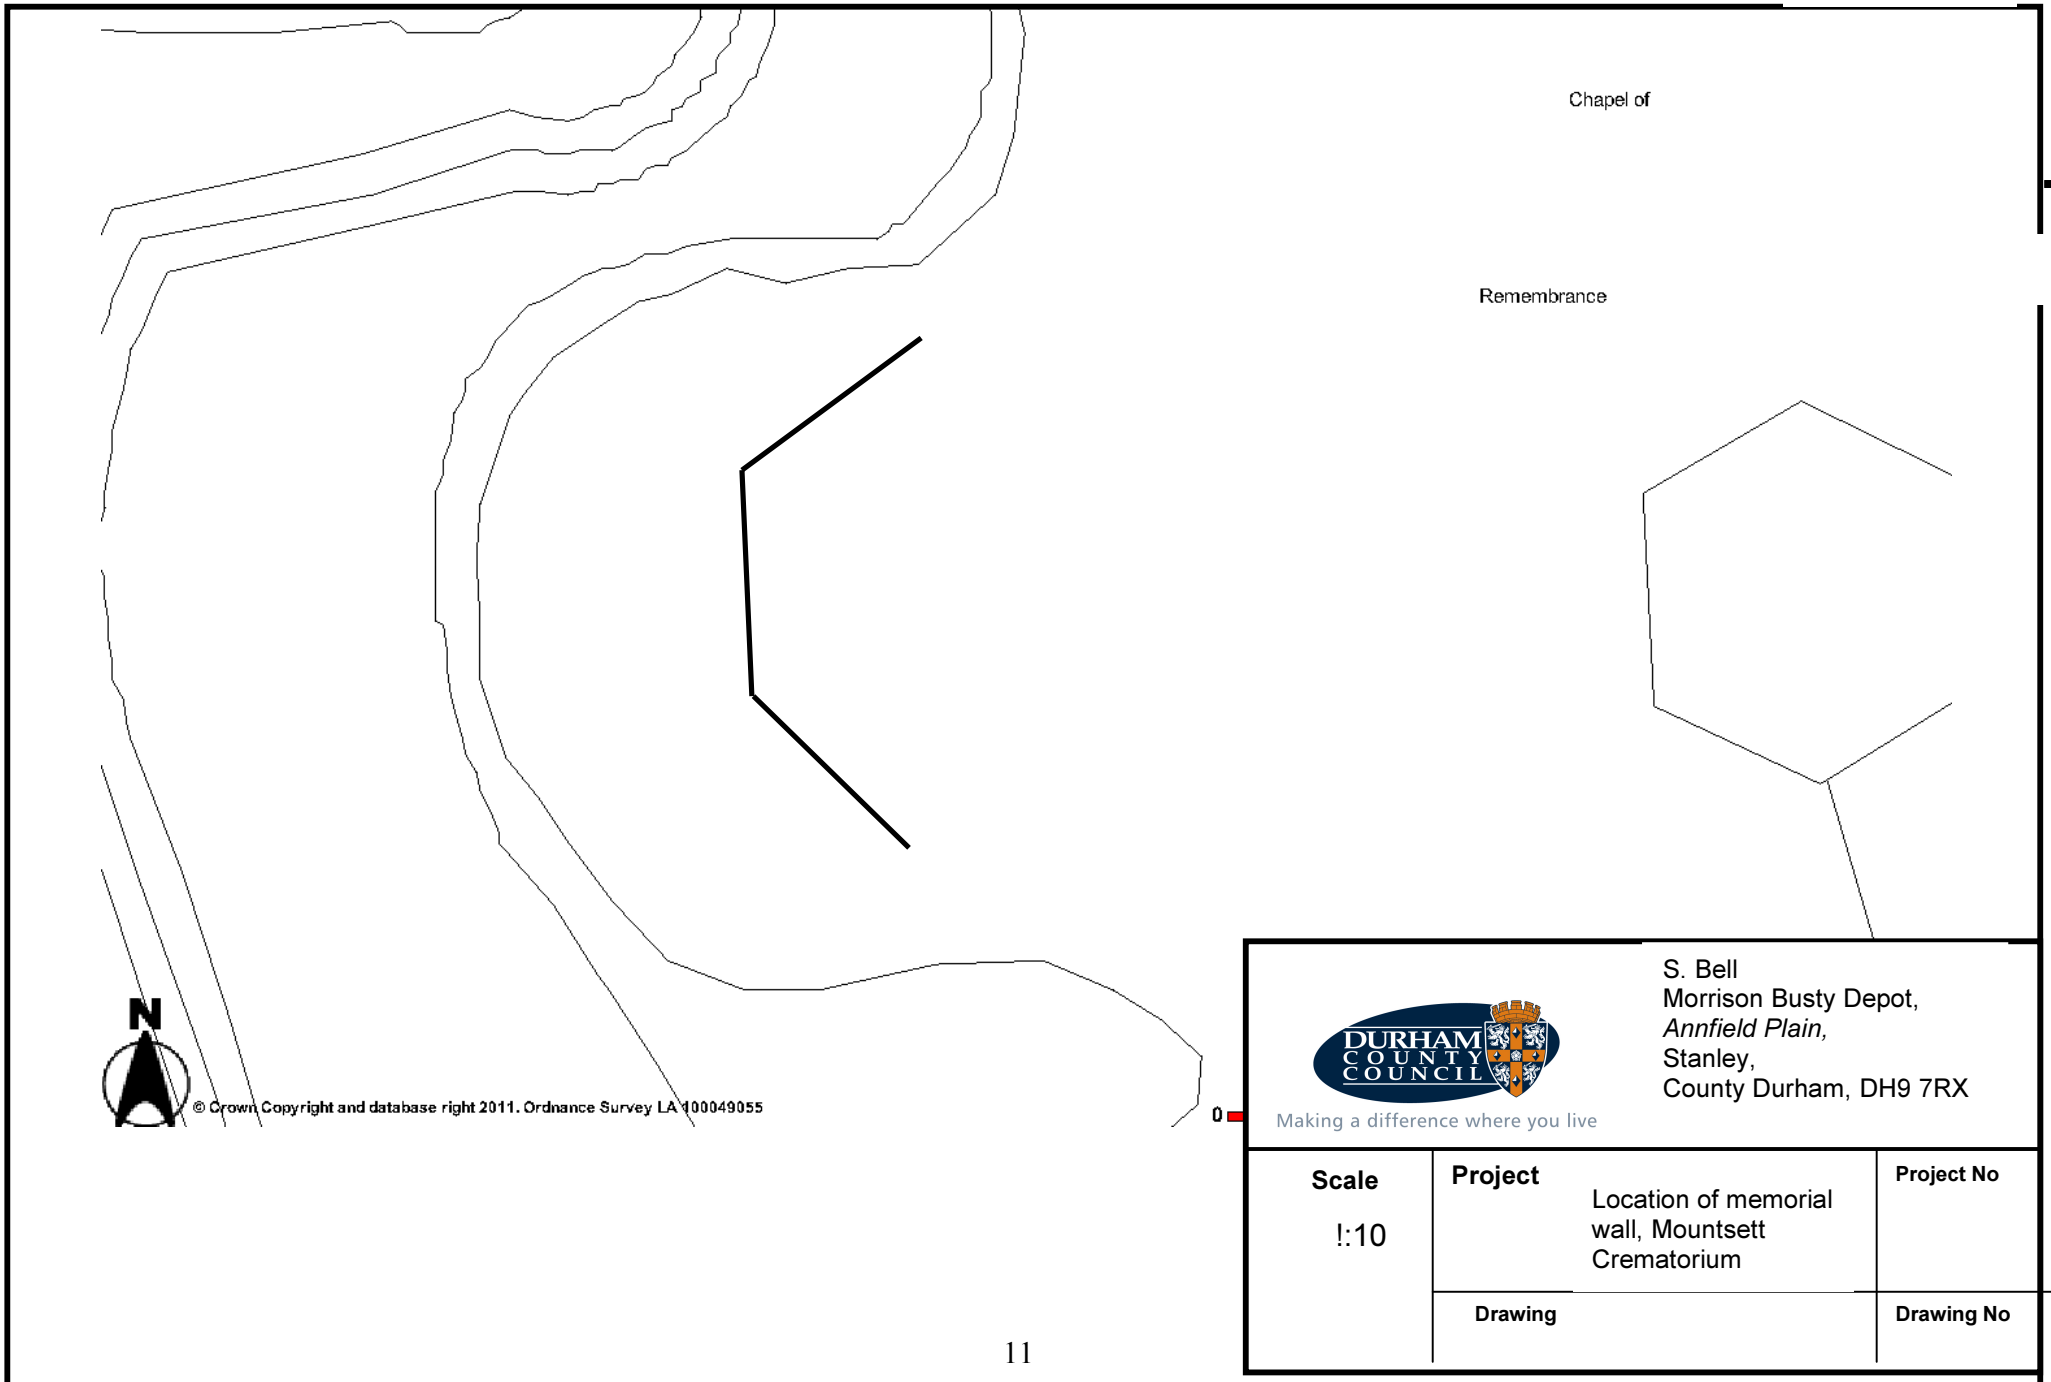 Chapel of
Remembrance
N
© Crown Copyright and database right 2011. Ordnance Survey LA 100049055
0
DURHAM
COUNTY
COUNCIL
Making a difference where you live
S. Bell
Morrison Busty Depot,
Annfield Plain,
Stanley,
County Durham, DH9 7RX
Scale
!:10
Project
Location of memorial
wall, Mountsett
Crematorium
Project No
Drawing
Drawing No
11